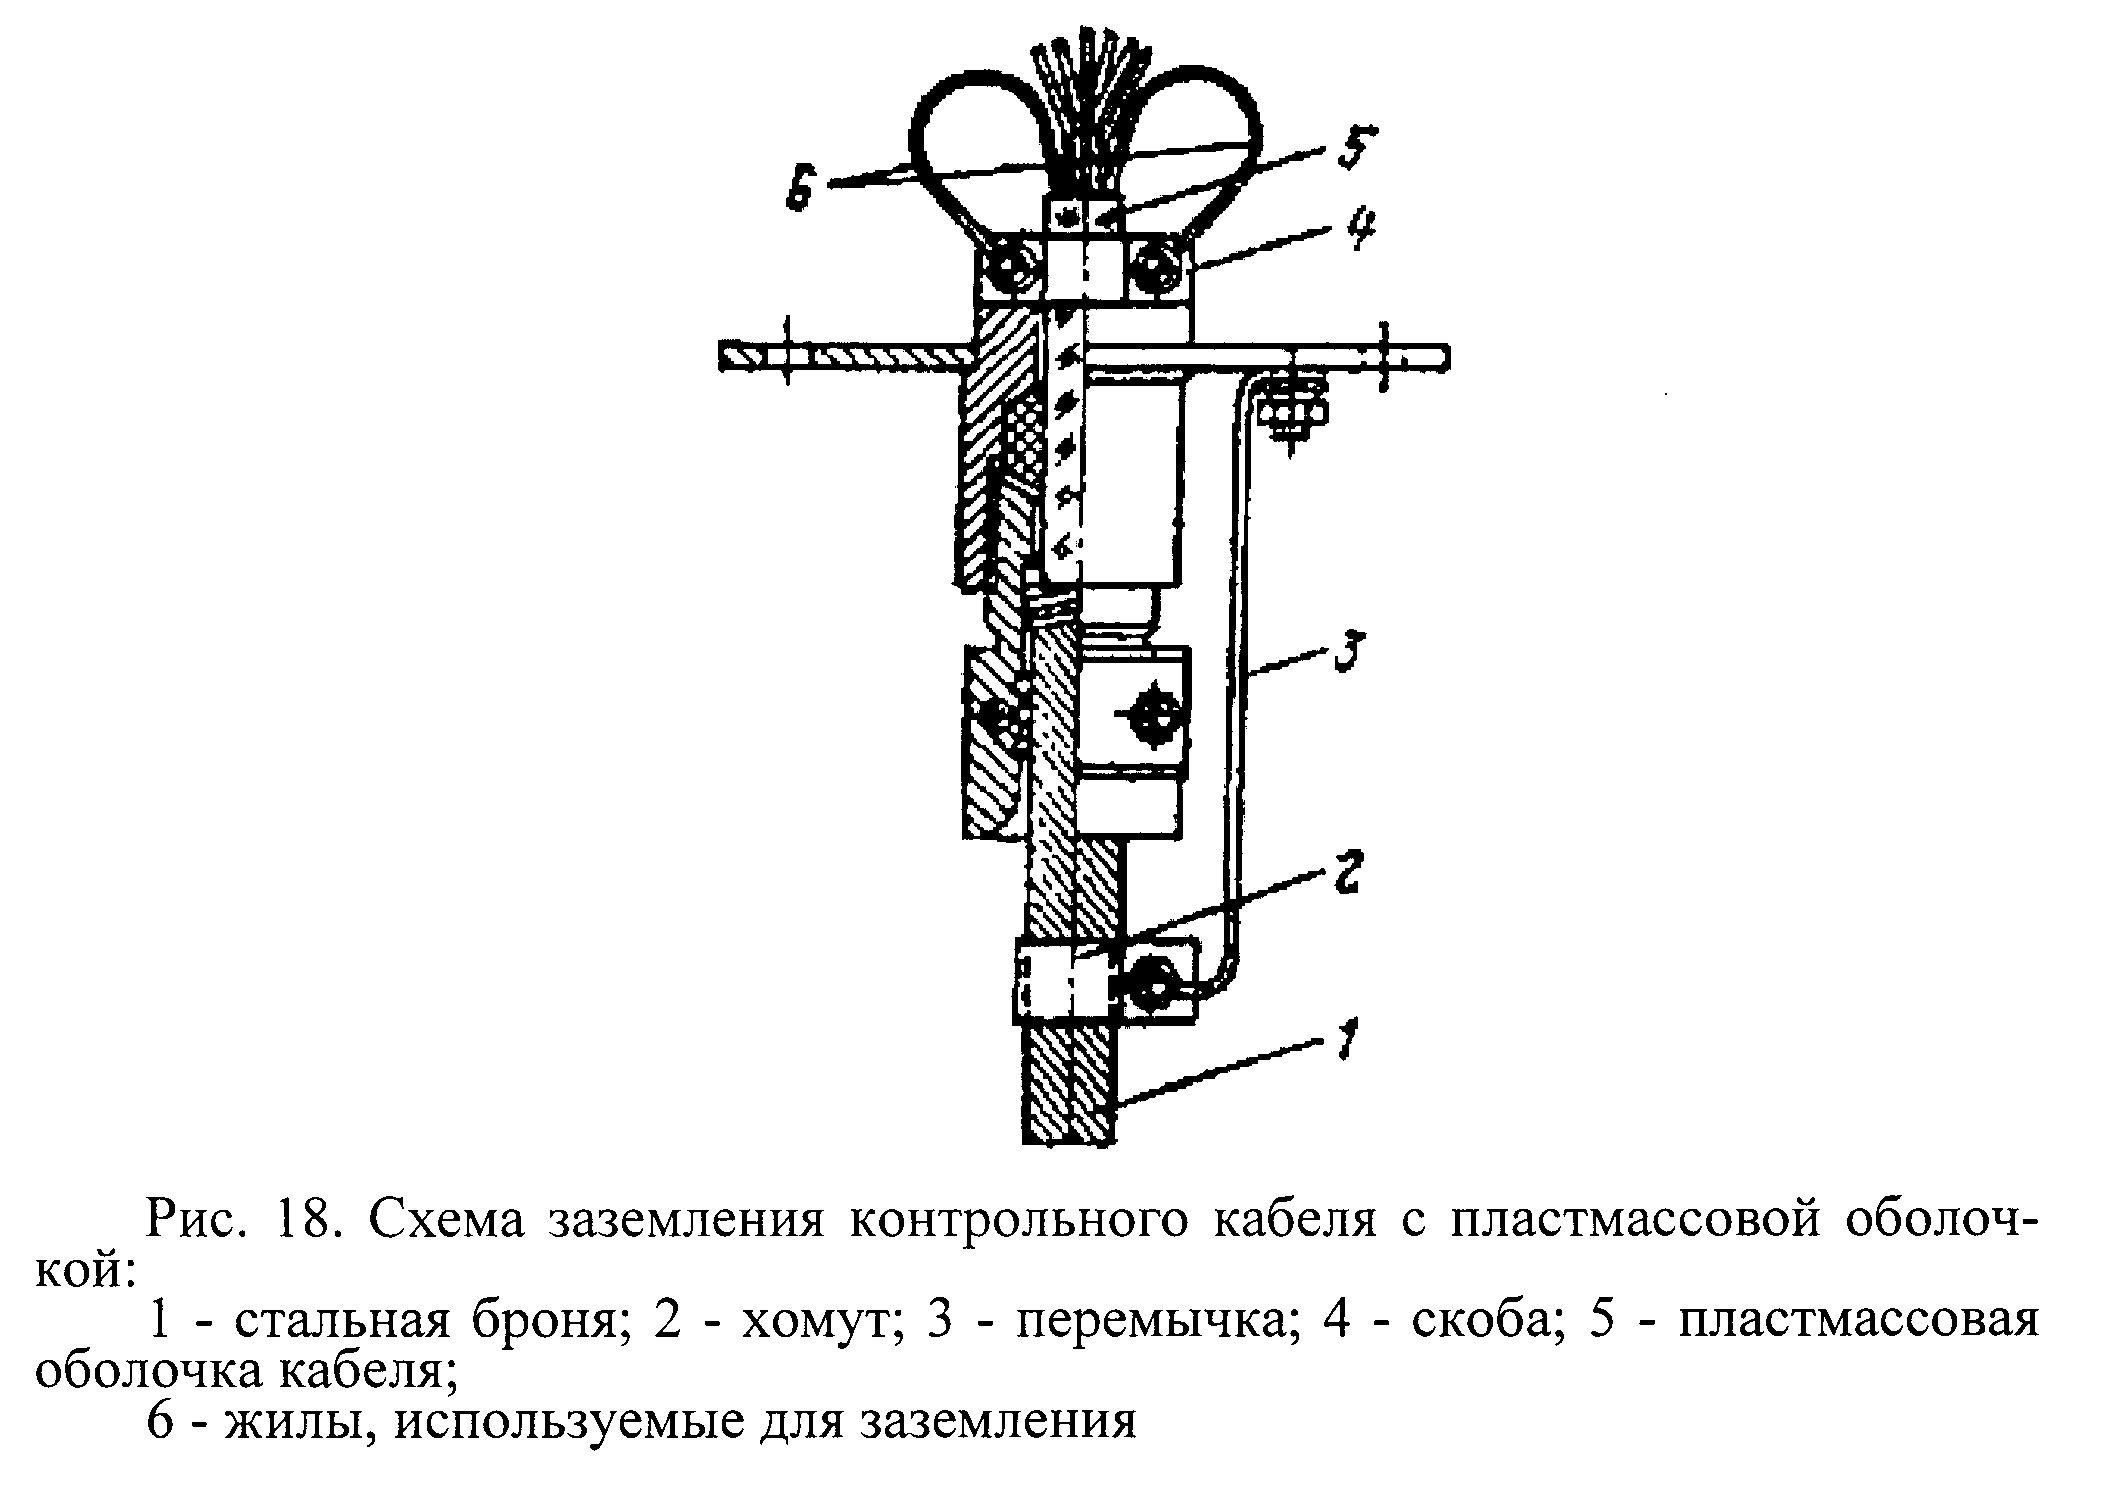 6
5
4
3
2
1
Рис. 18. Схема заземления контрольного кабеля с пластмассовой оболоч-
кой:
1 - стальная броня; 2 - хомут; 3 - перемычка; 4 - скоба; 5 - пластмассовая
оболочка кабеля;
6 - жилы, используемые для заземления